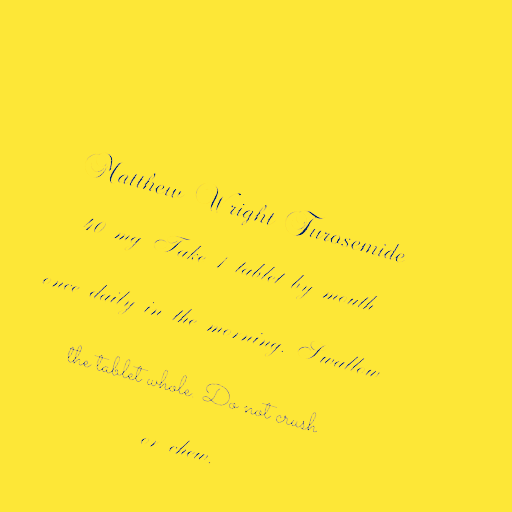 Matthew Wright Furosemide
40 mg Take 1 tablet by mouth
once daily in the morning. Swallow
the tablet whole. Do not crush
or chew.